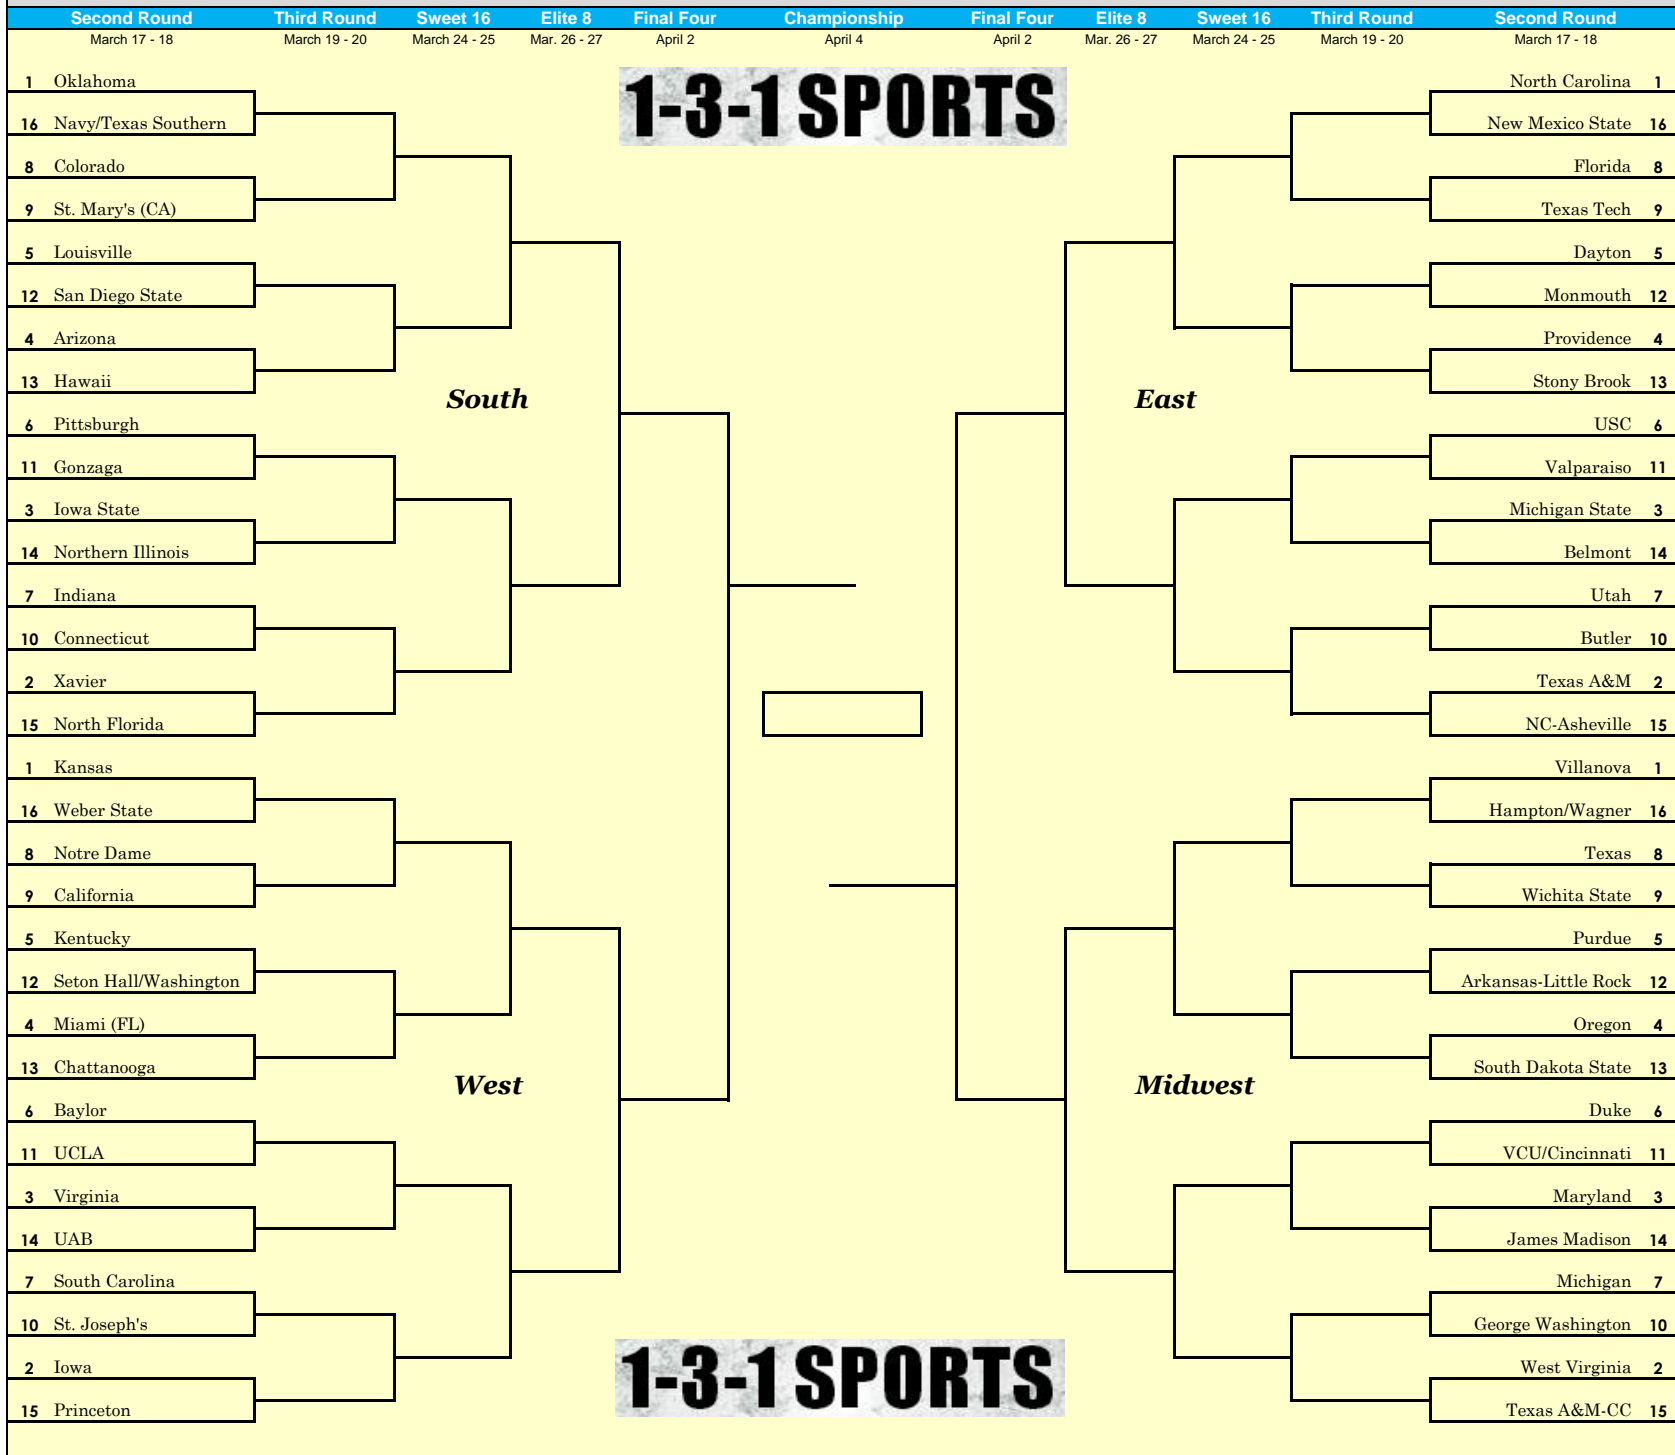 Second Round Third Round Sweet 16 Elite 8 Final Four Championship Final Four Elite 8 Sweet 16 Third Round Second Round
March 17 - 18 March 19 - 20 March 24 - 25 Mar. 26 - 27 April 2 April 4 April 2 Mar. 26 - 27 March 24 - 25 March 19 - 20 March 17 - 18
1-3-1 SPORTS
1 Oklahoma
16 Navy/Texas Southern
8 Colorado
9 St. Mary's (CA)
5 Louisville
12 San Diego State
4 Arizona
13 Hawaii
South
6 Pittsburgh
11 Gonzaga
3 Iowa State
14 Northern Illinois
7 Indiana
10 Connecticut
2 Xavier
15 North Florida
1 Kansas
16 Weber State
8 Notre Dame
9 California
5 Kentucky
12 Seton Hall/Washington
4 Miami (FL)
13 Chattanooga
West
6 Baylor
11 UCLA
3 Virginia
14 UAB
7 South Carolina
10 St. Joseph's
2 Iowa
15 Princeton
North Carolina 1
New Mexico State 16
Florida 8
Texas Tech 9
Dayton 5
Monmouth 12
Providence 4
Stony Brook 13
East
USC 6
Valparaiso 11
Michigan State 3
Belmont 14
Utah 7
Butler 10
Texas A&M 2
NC-Asheville 15
Villanova 1
Hampton/Wagner 16
Texas 8
Wichita State 9
Purdue 5
Arkansas-Little Rock 12
Oregon 4
South Dakota State 13
Midwest
Duke 6
VCU/Cincinnati 11
Maryland 3
James Madison 14
Michigan 7
George Washington 10
West Virginia 2
Texas A&M-CC 15
1-3-1 SPORTS